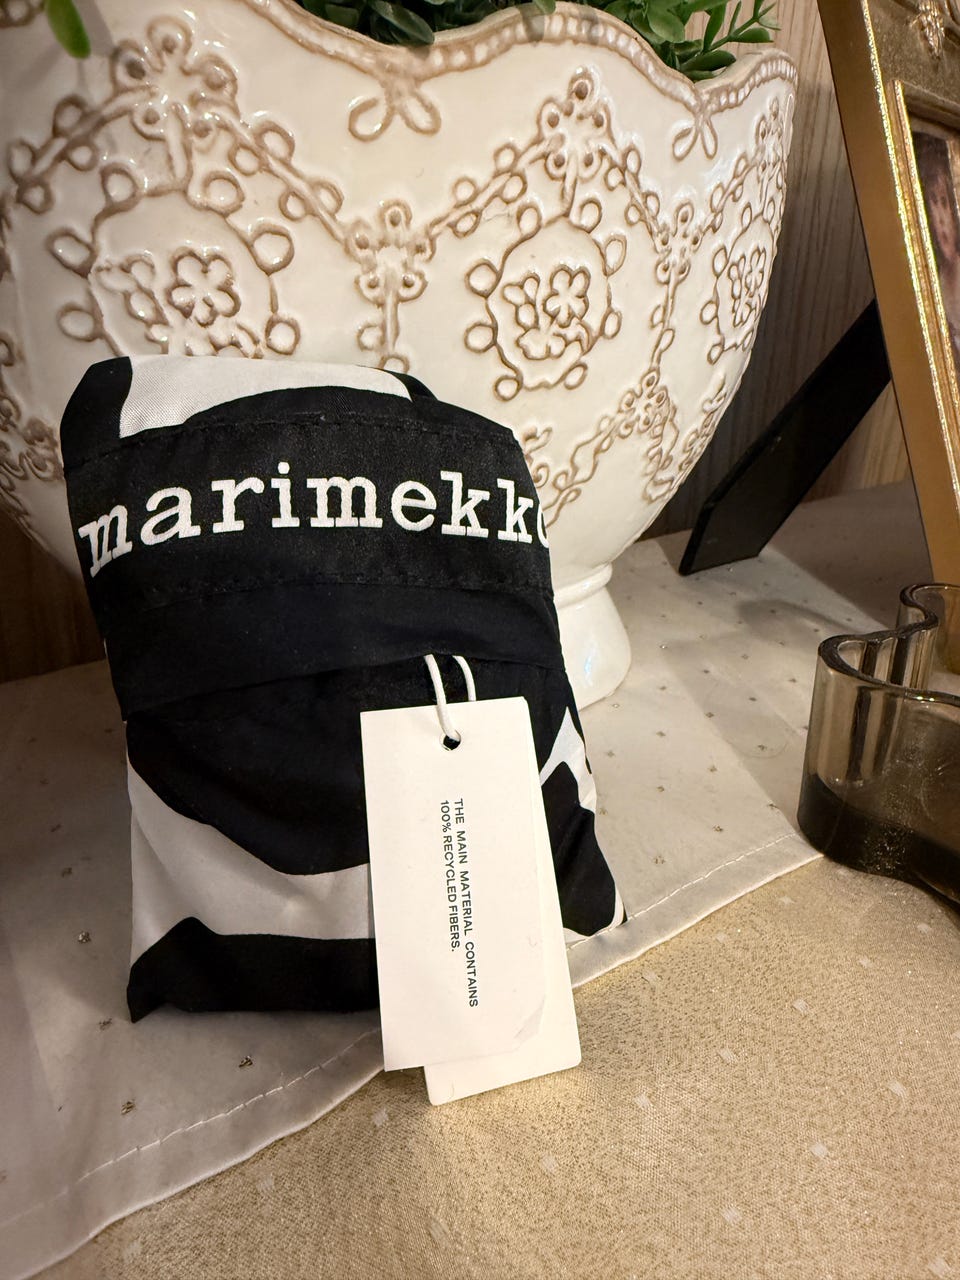 marimekko
THE MAIN MATERIAL CONTAINS
100% RECYCLED FIBERS.